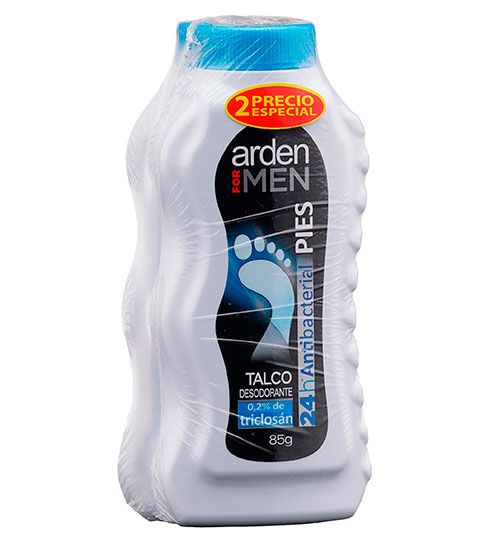 2 PRECIO
ESPECIAL
arden
FOR MEN
24h Antibacterial PIES
TALCO
DESODORANTE
0,2% de
triclosán
85g